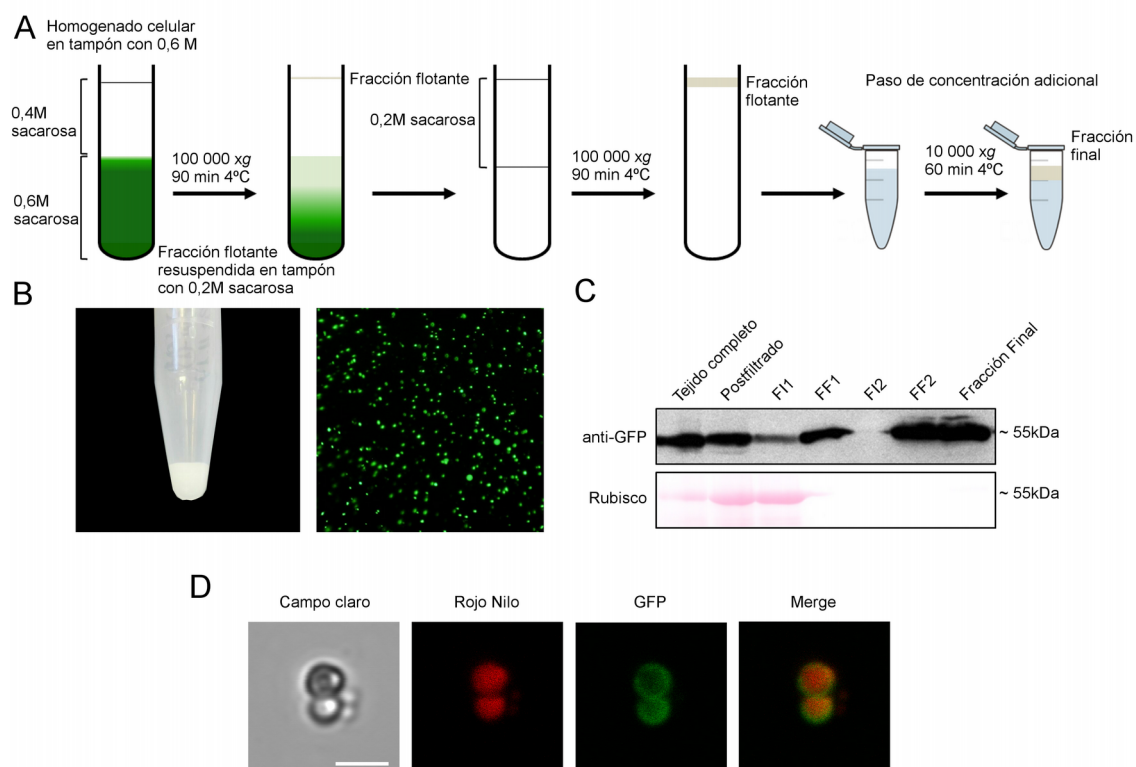 A
Homogenado celular
en tampón con 0,6 M
0,4M
sacarosa
0,6M
sacarosa
100 000 xg
90 min 4ºC
Fracción flotante
Fracción flotante
resuspendida en tampón
con 0,2M sacarosa
0,2M sacarosa
100 000 xg
90 min 4ºC
Fracción
flotante
Paso de concentración adicional
10 000 xg
60 min 4ºC
Fracción
final
B
C
Tejido completo
Postfiltrado
FI1
FF1
FI2
FF2
Fracción Final
anti-GFP
~ 55kDa
Rubisco
~ 55kDa
D
Campo claro
Rojo Nilo
GFP
Merge